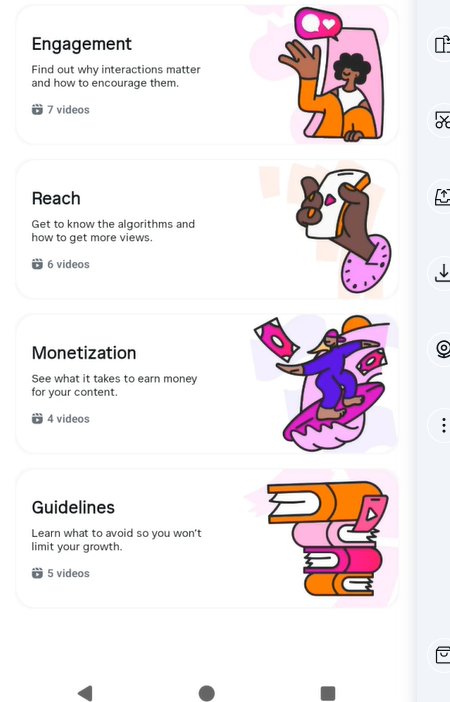 Engagement
Find out why interactions matter
and how to encourage them.
7 videos
Reach
Get to know the algorithms and
how to get more views.
6 videos
Monetization
See what it takes to earn money
for your content.
4 videos
Guidelines
Learn what to avoid so you won't
limit your growth.
5 videos